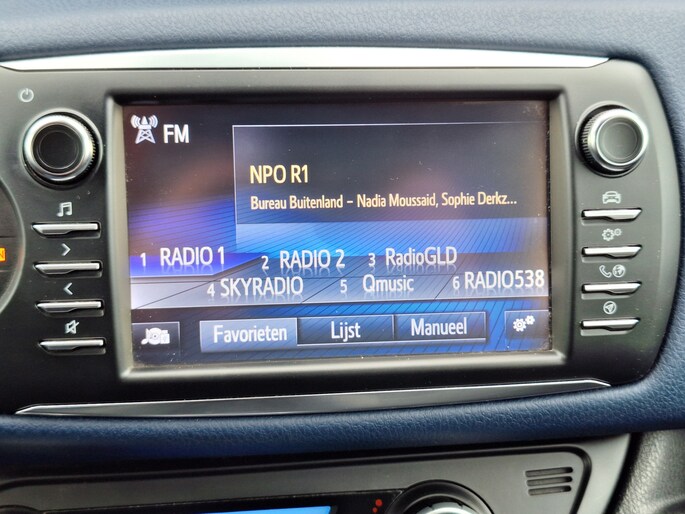 FM
NPO R1
Bureau Buitenland – Nadia Moussaid, Sophie Derkz...
1 RADIO 1 2 RADIO 2 3 RadioGLD
4 SKYRADIO 5 Qmusic 6 RADIO538
Favorieten Lijst Manueel